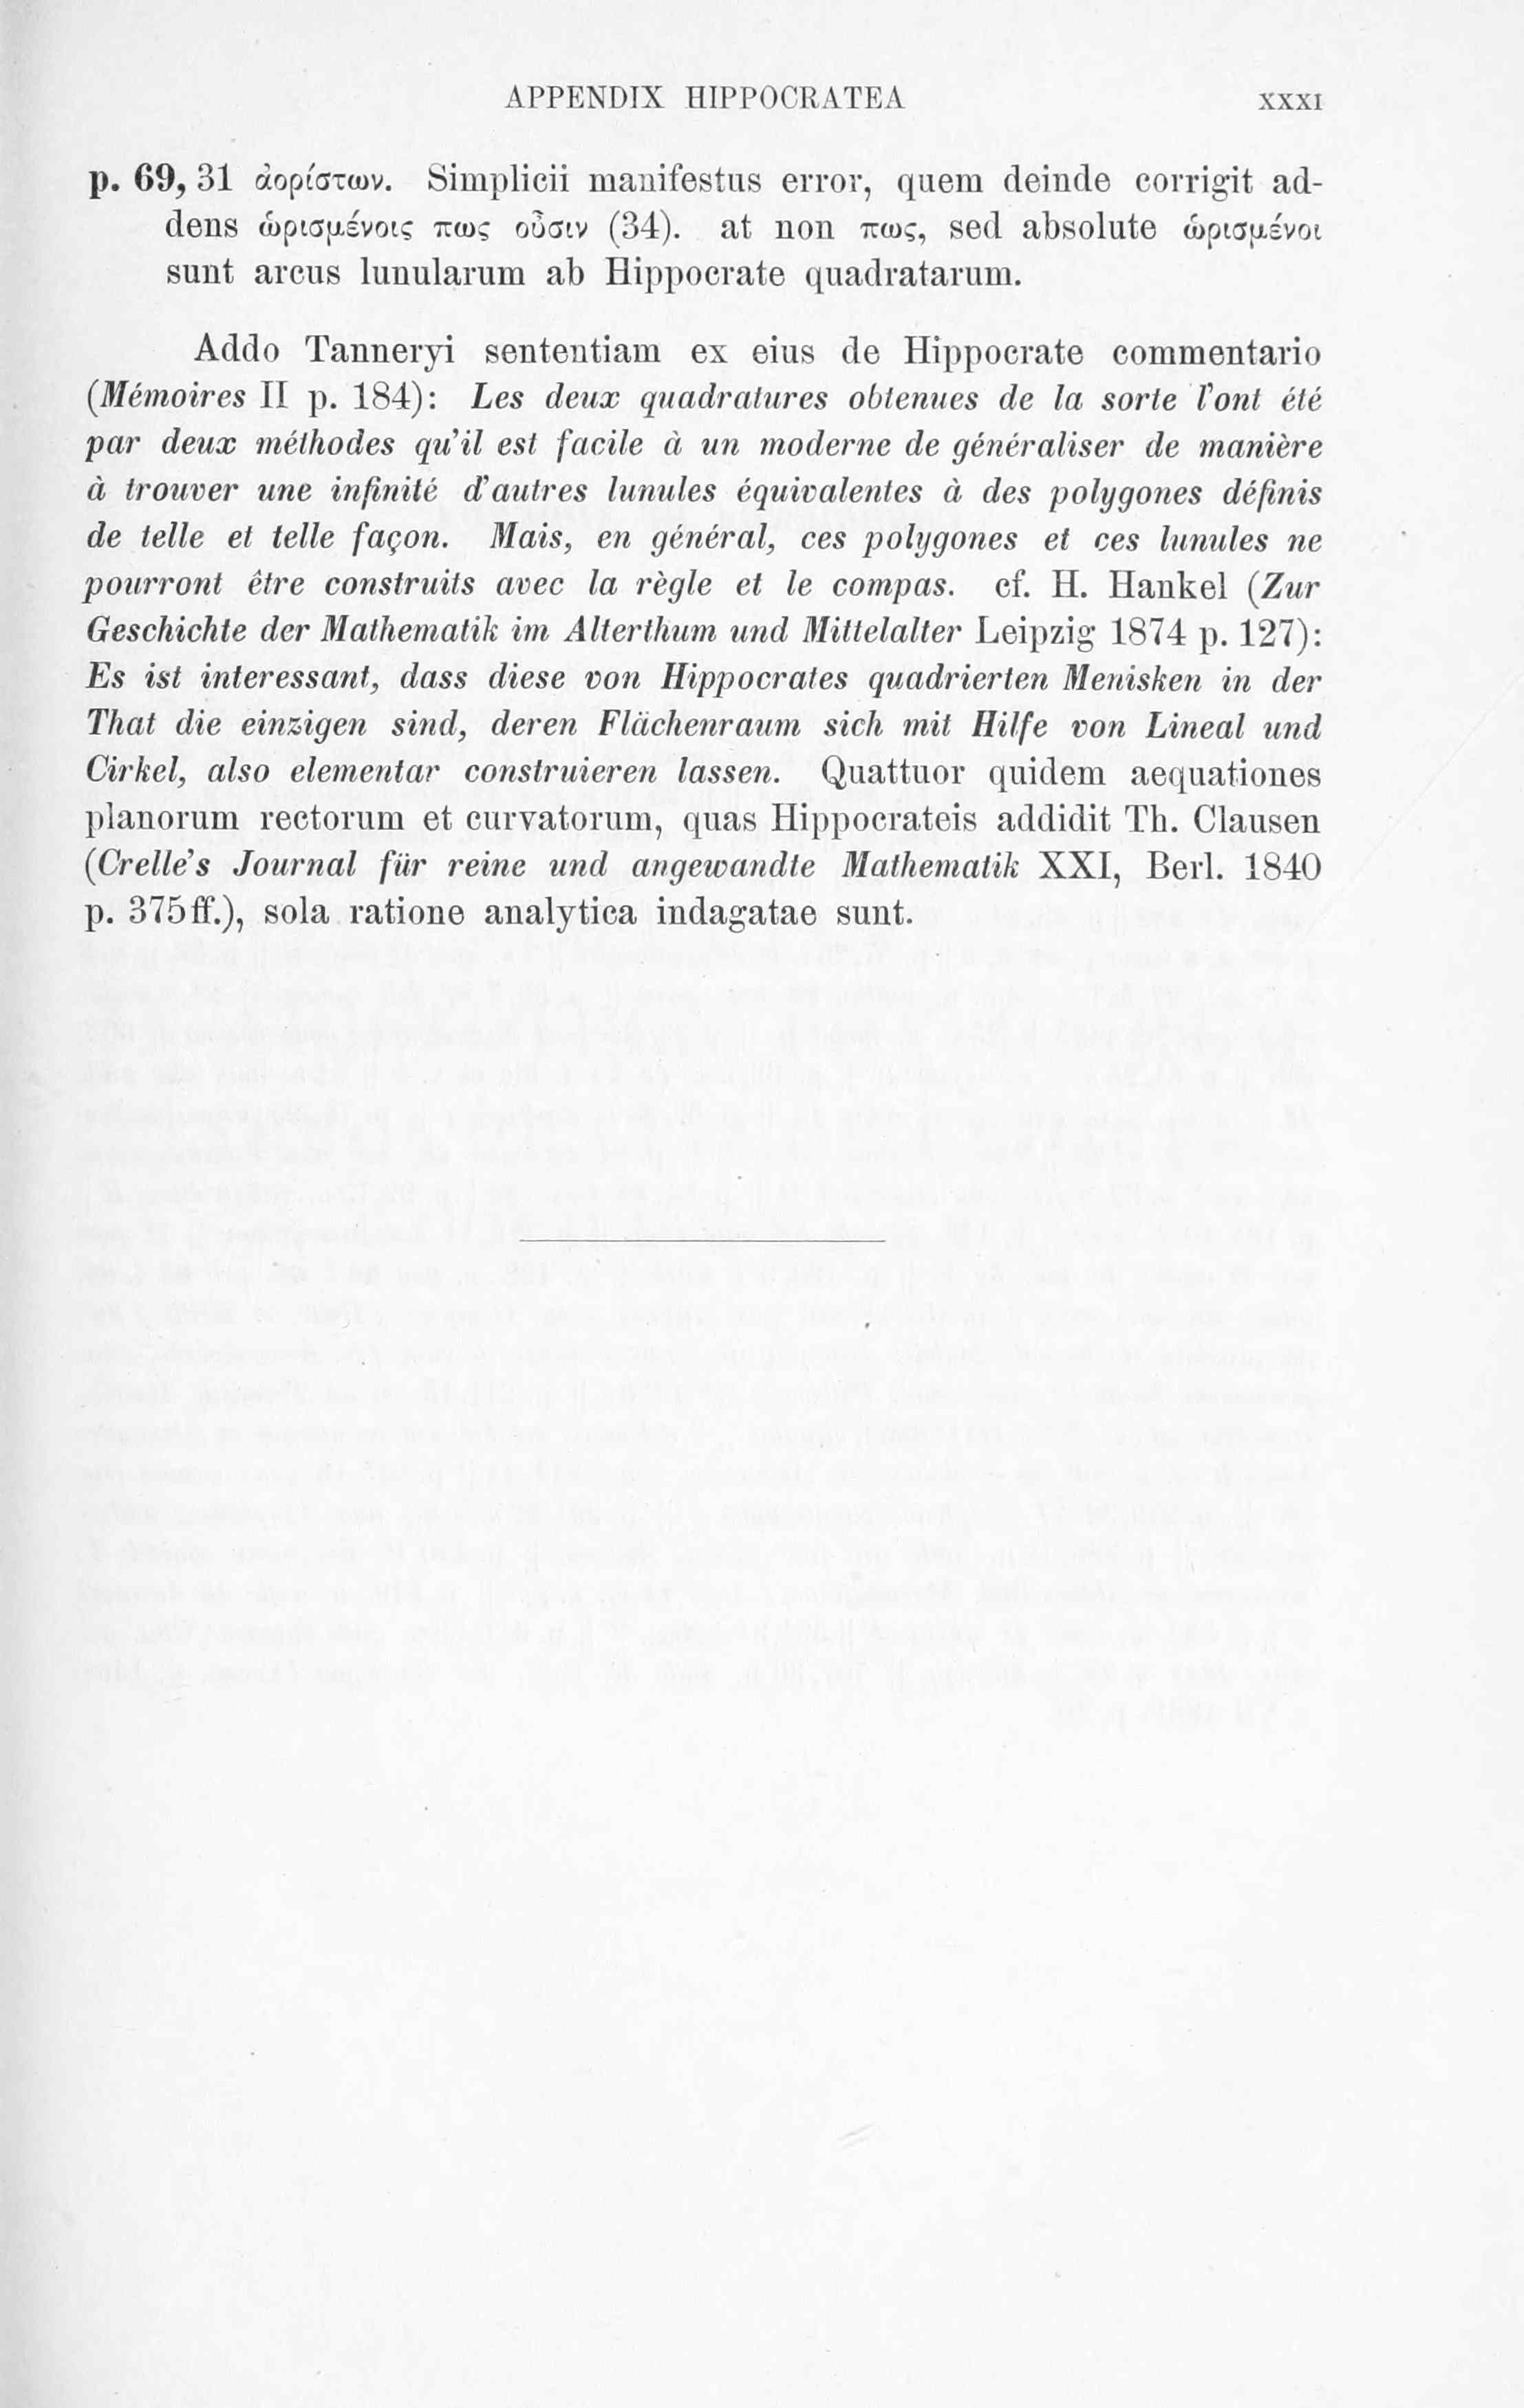 APPENDIX HIPPOCRATEA XXXI
p. 69, 31 ἀορίστων. Simplicii manifestus error, quem deinde corrigit ad-
dens ὡρισμένοις πως οὖσιν (34). at non πως, sed absolute ὡρισμένοι
sunt arcus lunularum ab Hippocrate quadratarum.
Addo Tanneryi sententiam ex eius de Hippocrate commentario
(Mémoires II p. 184): Les deux quadratures obtenues de la sorte l'ont été
par deux méthodes qu'il est facile à un moderne de généraliser de manière
à trouver une infinité d'autres lunules équivalentes à des polygones définis
de telle et telle façon. Mais, en général, ces polygones et ces lunules ne
pourront être construits avec la règle et le compas. cf. H. Hankel (Zur
Geschichte der Mathematik im Alterthum und Mittelalter Leipzig 1874 p. 127):
Es ist interessant, dass diese von Hippocrates quadrierten Menisken in der
That die einzigen sind, deren Flächenraum sich mit Hilfe von Lineal und
Cirkel, also elementar construieren lassen. Quattuor quidem aequationes
planorum rectorum et curvatorum, quas Hippocrateis addidit Th. Clausen
(Crelle's Journal für reine und angewandte Mathematik XXI, Berl. 1840
p. 375ff.), sola ratione analytica indagatae sunt.